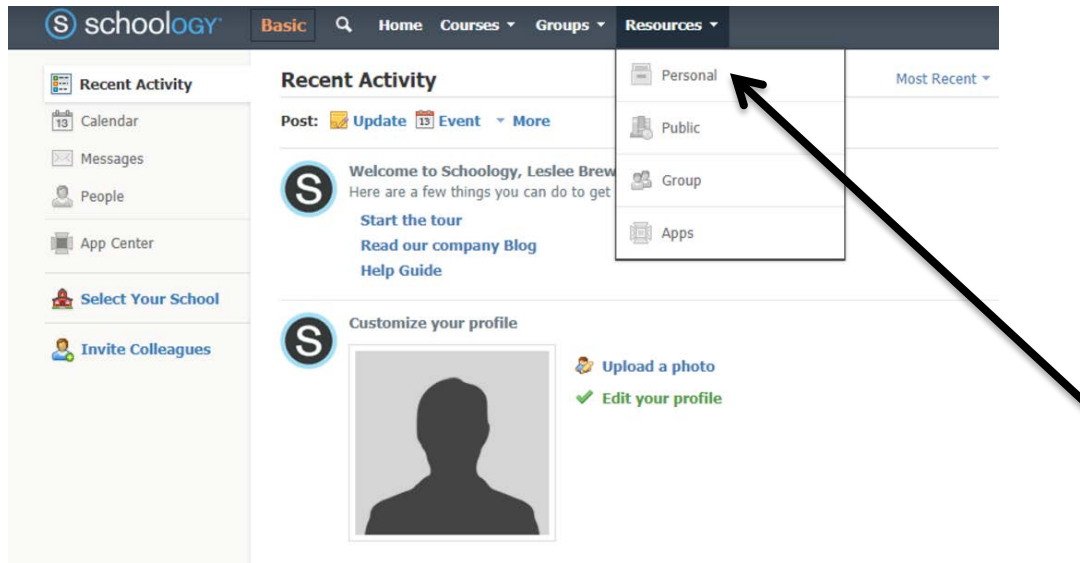 S schoology Basic Home Courses Groups Resources
Recent Activity
Calendar
13
Messages
People
App Center
Select Your School
Invite Colleagues
Recent Activity
Most Recent
Post: Update 13 Event More
Welcome to Schoology, Leslee Brew
Here are a few things you can do to get
Start the tour
Read our company Blog
Help Guide
S
Customize your profile
S
Upload a photo
Edit your profile
Personal
Public
Group
Apps